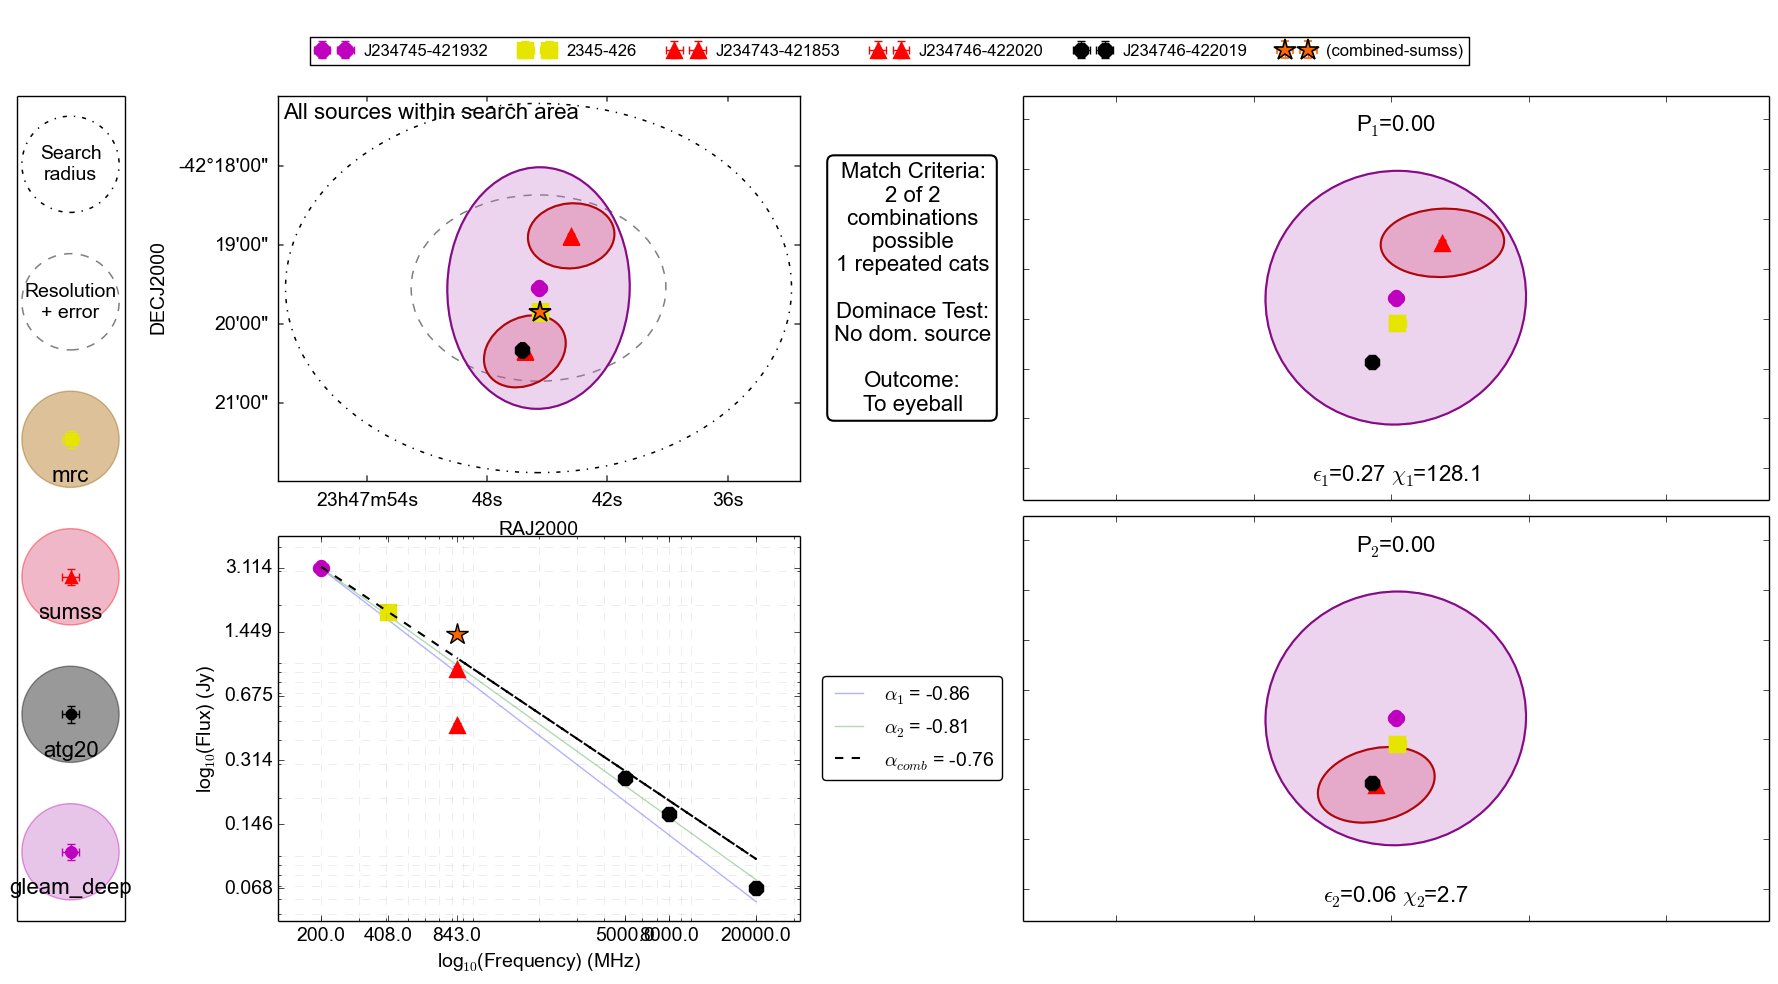 J234745-421932 2345-426 J234743-421853 J234746-422020 J234746-422019 (combined-sumss)
Search
radius
Resolution
+ error
mrc
sumss
atg20
gleam_deep
All sources within search area
DECJ2000
-42°18'00"
19'00"
20'00"
21'00"
23h47m54s 48s 42s 36s
RAJ2000
Match Criteria:
2 of 2
combinations
possible
1 repeated cats
Dominace Test:
No dom. source
Outcome:
To eyeball
P₁=0.00
ϵ₁=0.27 χ₁=128.1
P₂=0.00
ϵ₂=0.06 χ₂=2.7
log₁₀(Flux) (Jy)
3.114
1.449
0.675
0.314
0.146
0.068
200.0 408.0 843.0 5000.0 8000.0 20000.0
log₁₀(Frequency) (MHz)
α₁ = -0.86
α₂ = -0.81
α_comb = -0.76